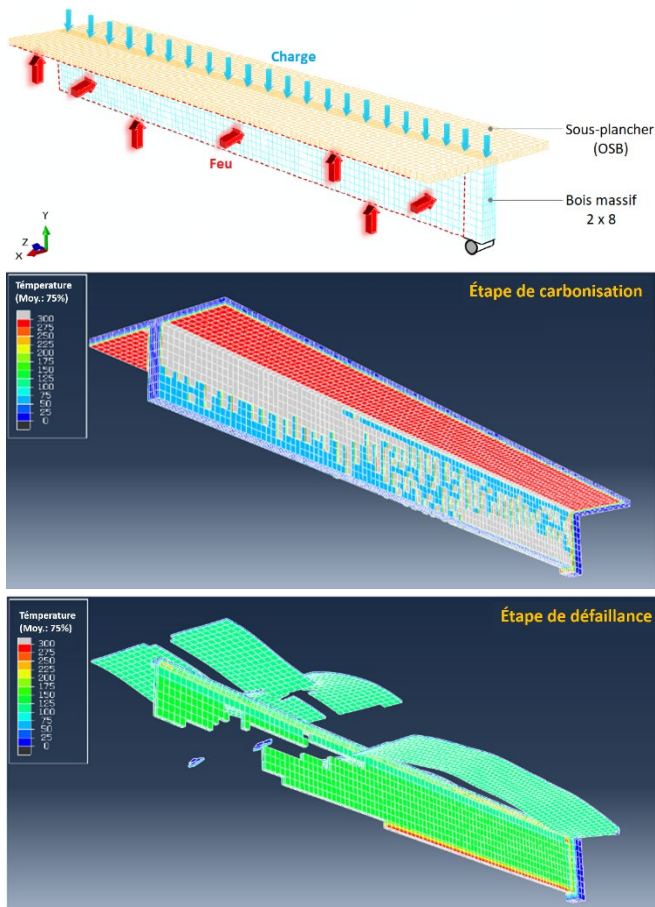 Charge
Sous-plancher
(OSB)
Feu
Bois massif
2 x 8
Y
Z
X
Témpérature
(Moy.: 75%)
300
275
250
225
200
175
150
125
100
75
50
25
0
Étape de carbonisation
Témpérature
(Moy.: 75%)
300
275
250
225
200
175
150
125
100
75
50
25
0
Étape de défaillance